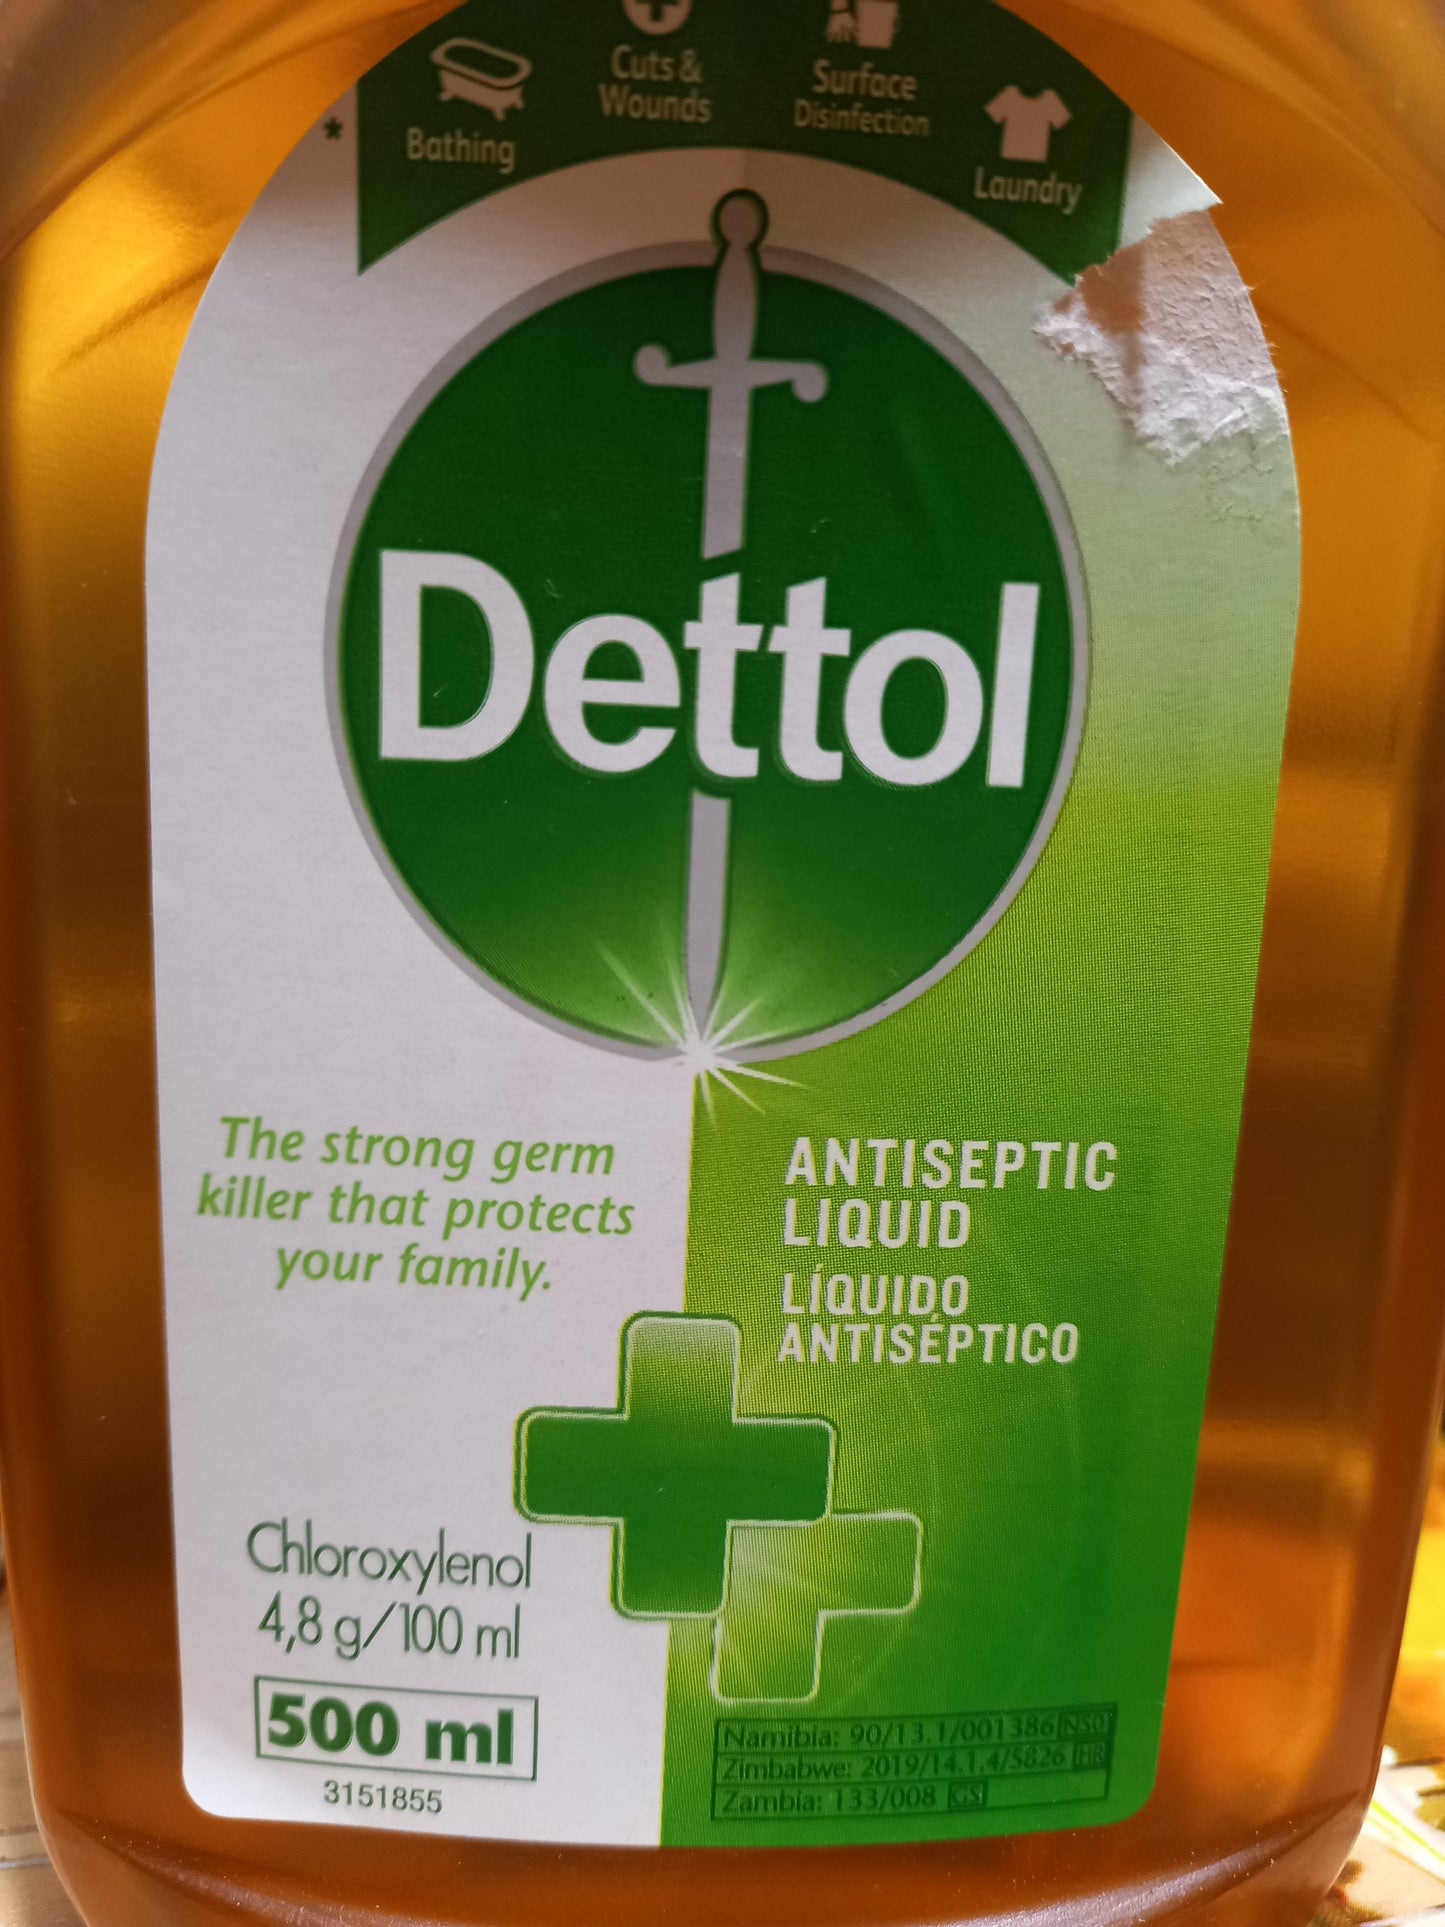 Bathing
Cuts &
Wounds
Surface
Disinfection
Laundry
*
Dettol
The strong germ
killer that protects
your family.
ANTISEPTIC
LIQUID
LÍQUIDO
ANTISÉPTICO
Chloroxylenol
4,8 g/100 ml
500 ml
3151855
Namibia: 90/13.1/001386 NS0
Zimbabwe: 2019/14.1.4/5826 HR
Zambia: 133/008 GS